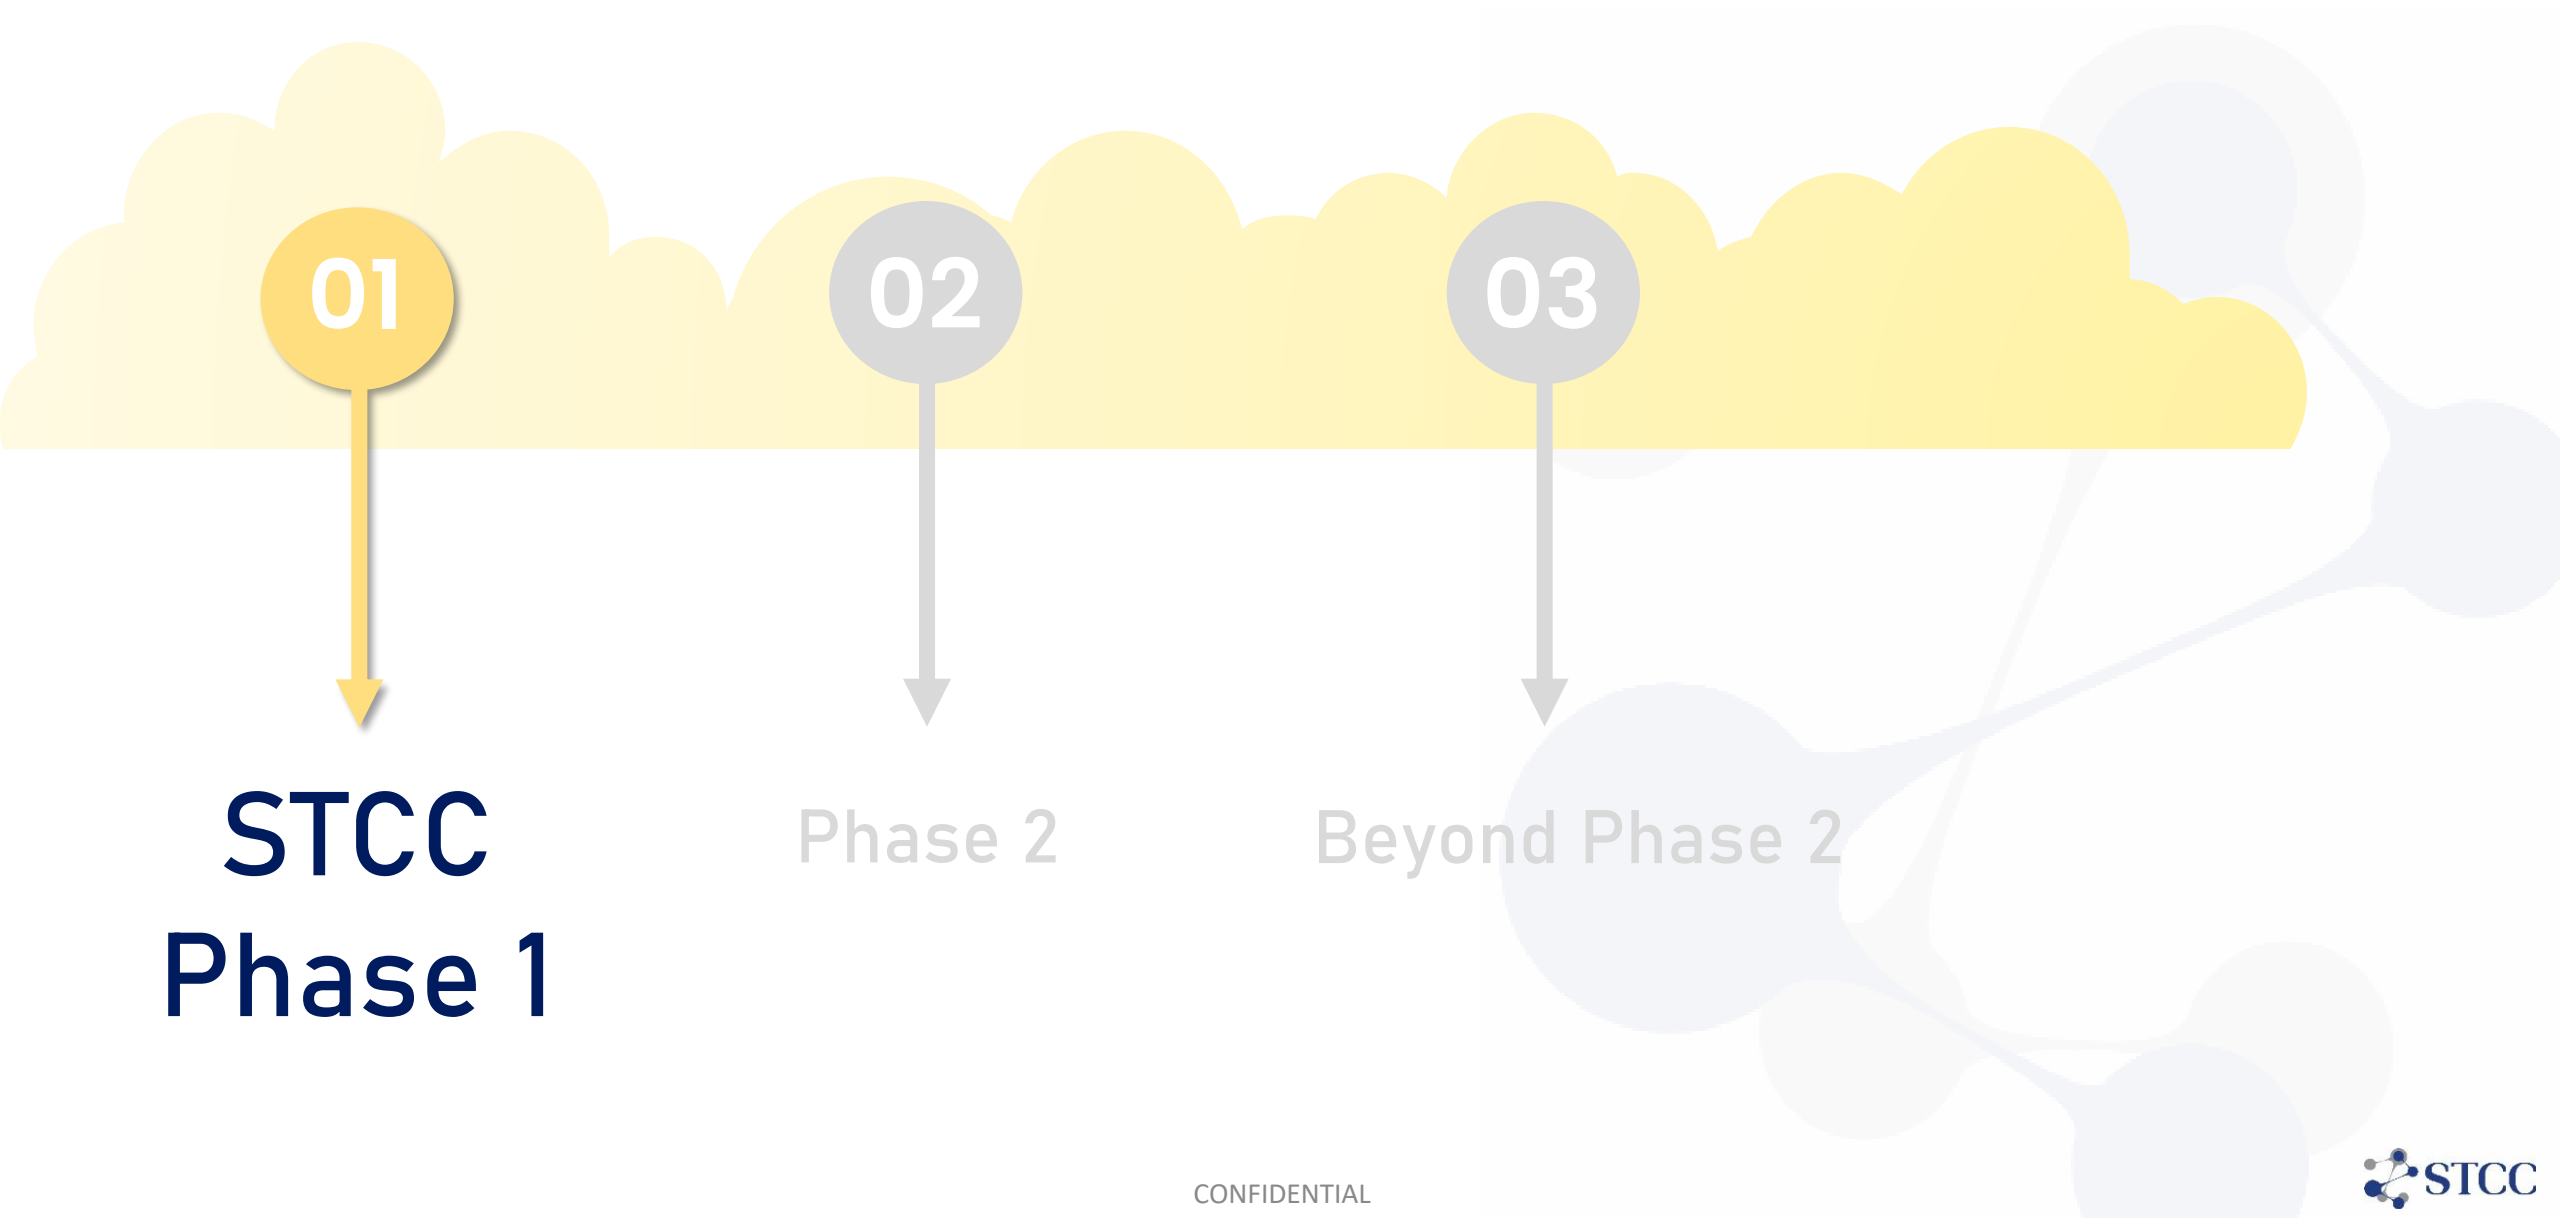 01
02
03
STCC
Phase 1
Phase 2
Beyond Phase 2
CONFIDENTIAL
STCC